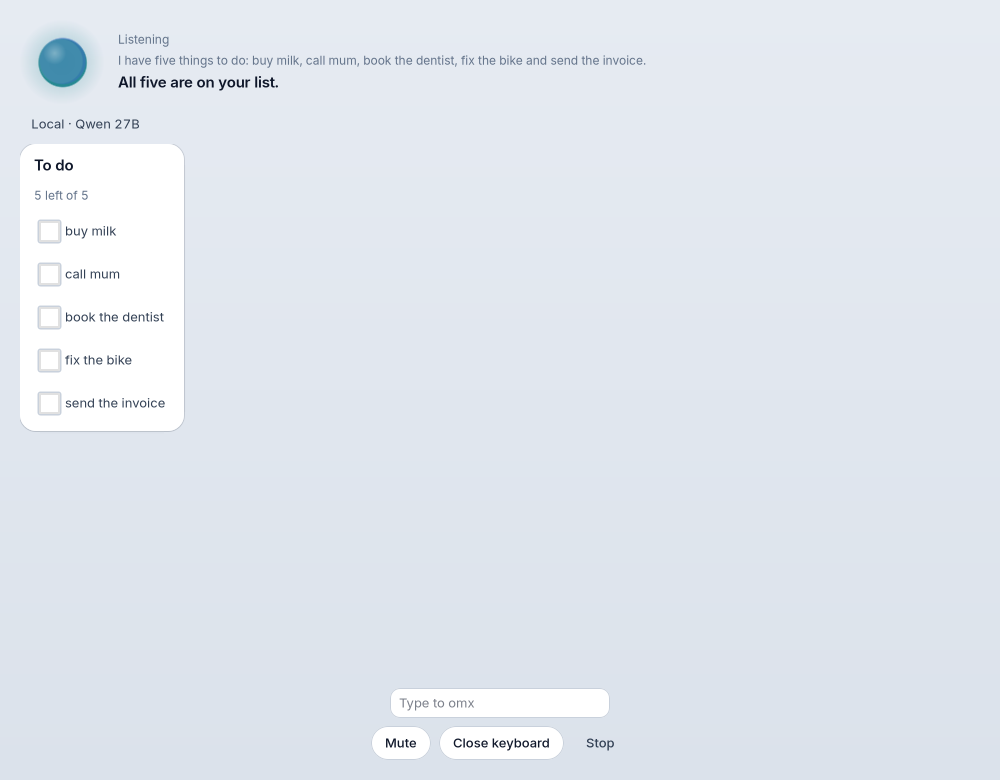 Listening
I have five things to do: buy milk, call mum, book the dentist, fix the bike and send the invoice.
All five are on your list.
Local · Qwen 27B
To do
5 left of 5
buy milk
call mum
book the dentist
fix the bike
send the invoice
Type to omx
Mute
Close keyboard
Stop